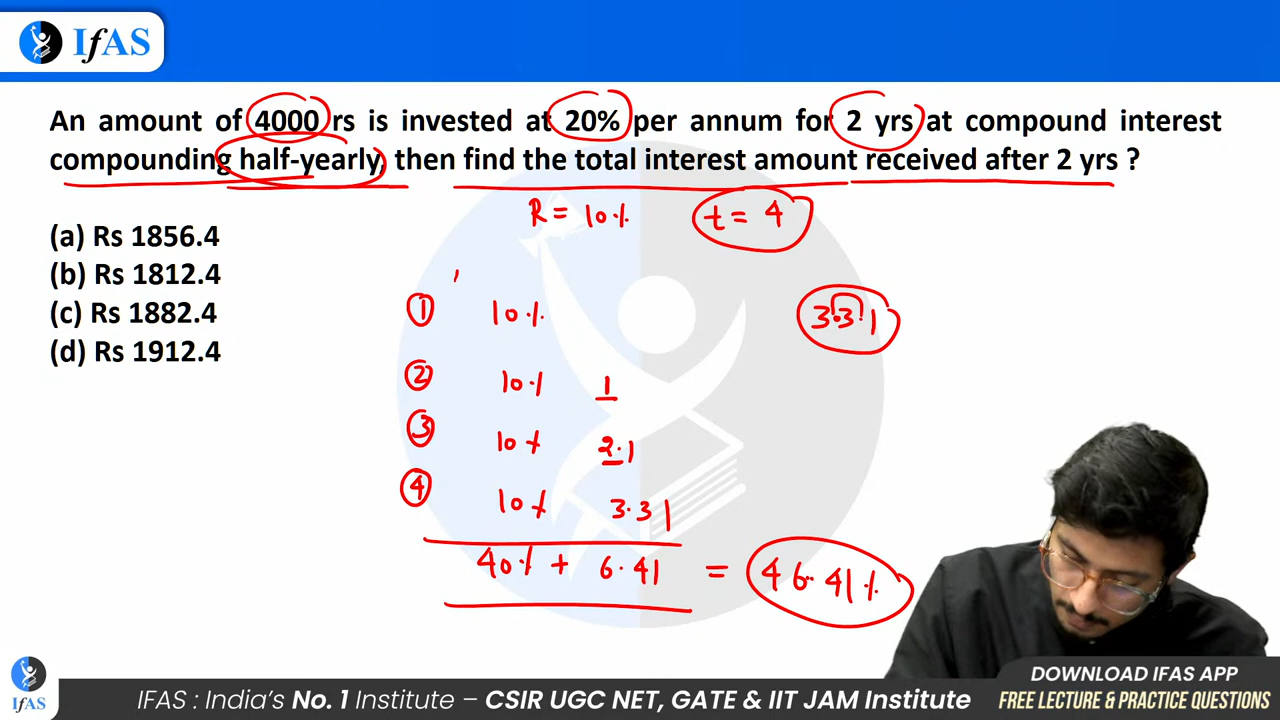 IfAS
An amount of 4000 rs is invested at 20% per annum for 2 yrs at compound interest
compounding half-yearly, then find the total interest amount received after 2 yrs ?
R = 10% t = 4
(a) Rs 1856.4
(b) Rs 1812.4
(c) Rs 1882.4
(d) Rs 1912.4
① 10% 3.31
② 10% 1
③ 10% 2.1
④ 10% 3.31
40% + 6.41 = 46.41%
IFAS
IFAS : India's No. 1 Institute – CSIR UGC NET, GATE & IIT JAM Institute
DOWNLOAD IFAS APP
FREE LECTURE & PRACTICE QUESTIONS